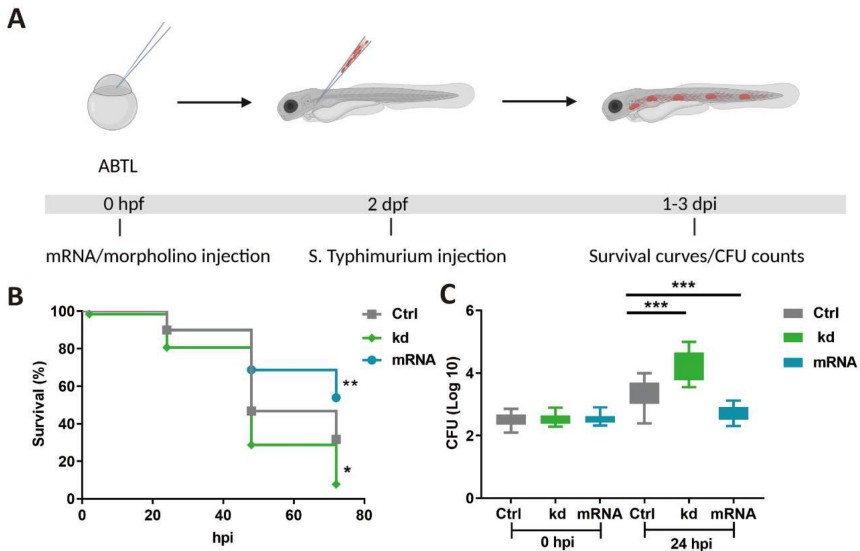 A
ABTL
0 hpf 2 dpf 1-3 dpi
mRNA/morpholino injection S. Typhimurium injection Survival curves/CFU counts
B
100
80
60
40
20
0
Survival (%)
0 20 40 60 80
hpi
**
*
Ctrl
kd
mRNA
C
***
***
6
4
2
0
CFU (Log 10)
Ctrl kd mRNA Ctrl kd mRNA
0 hpi 24 hpi
Ctrl
kd
mRNA